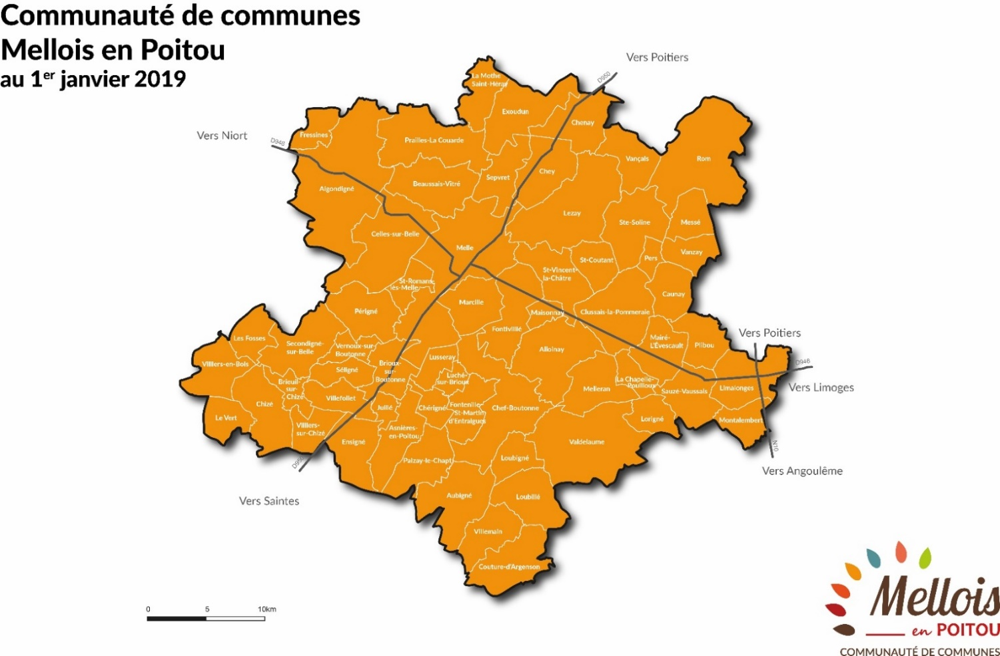 Communauté de communes
Mellois en Poitou
au 1er janvier 2019
Vers Poitiers
D950
La Mothe
Saint-Héray
Exoudun
Chenay
Vers Niort
D948
Fressines
Prailles-La Couarde
Vançais
Rom
Sepvret
Chey
Beaussais-Vitré
Aigondigné
Lezay
Ste-Soline
Messé
Celles-sur-Belle
Melle
Vanzay
Pers
St-Coutant
St-Vincent-
la-Châtre
St-Romans-
lès-Melle
Caunay
Marcille
Périgné
Maisonnay
Clussais-la-Pommeraie
Fontivillié
Vers Poitiers
Les Fosses
Mairé-
L'Évescault
Plibou
Secondigné-
sur-Belle
Vernoux-sur-
Boutonne
Alloinay
Lusseray
Villiers-en-Bois
Brioux-
sur-
Boutonne
D948
Séligné
Luché-
sur-Brioux
La Chapelle-
Pouilloux
Vers Limoges
Brieuil-
sur-
Chizé
Melleran
Sauzé-Vaussais
Limalonges
Villefollet
Chizé
Juillé
Chérigné
Fontenille-
St-Martin-
d'Entraigues
Chef-Boutonne
Le Vert
Lorigné
Montalembert
Villiers-
sur-Chizé
Asnières-
en-Poitou
Ensigné
Valdelaume
N10
D950
Paizay-le-Chapt
Loubigné
Vers Angoulême
Vers Saintes
Aubigné
Loubillé
Villemain
Couture-d'Argenson
0 5 10km
Mellois
en POITOU
COMMUNAUTÉ DE COMMUNES